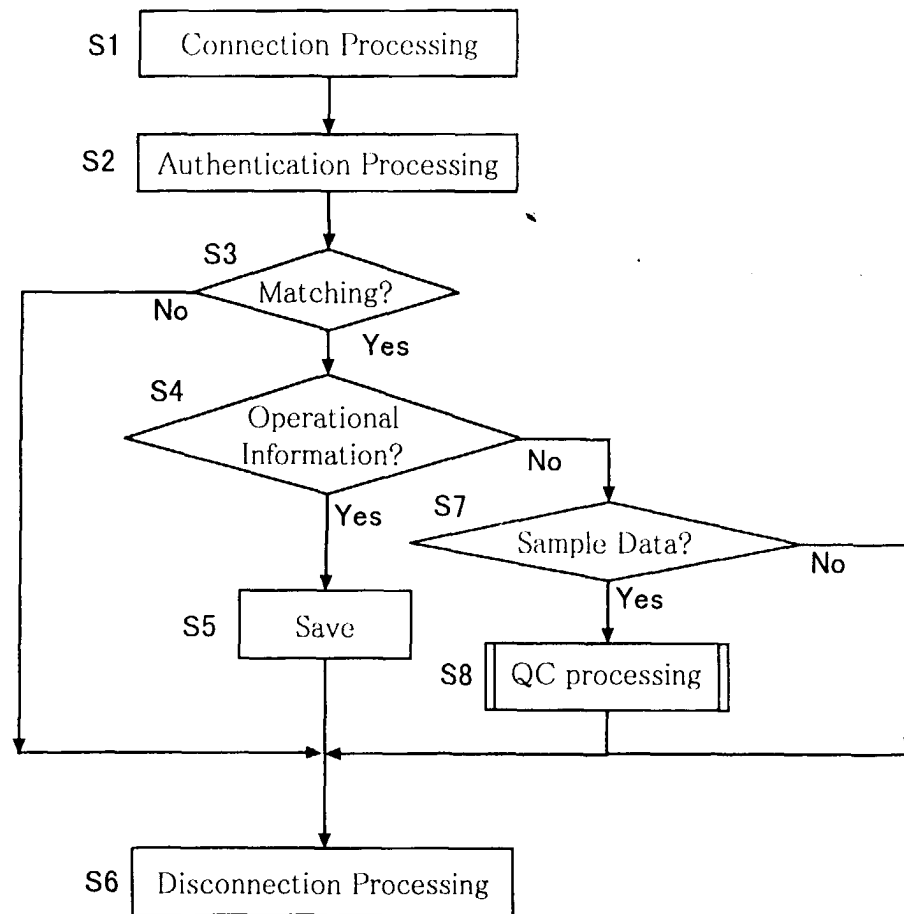 S1
Connection Processing
S2
Authentication Processing
S3
Matching?
No
Yes
S4
Operational
Information?
No
Yes
S7
Sample Data?
No
Yes
S5
Save
S8
QC processing
S6
Disconnection Processing